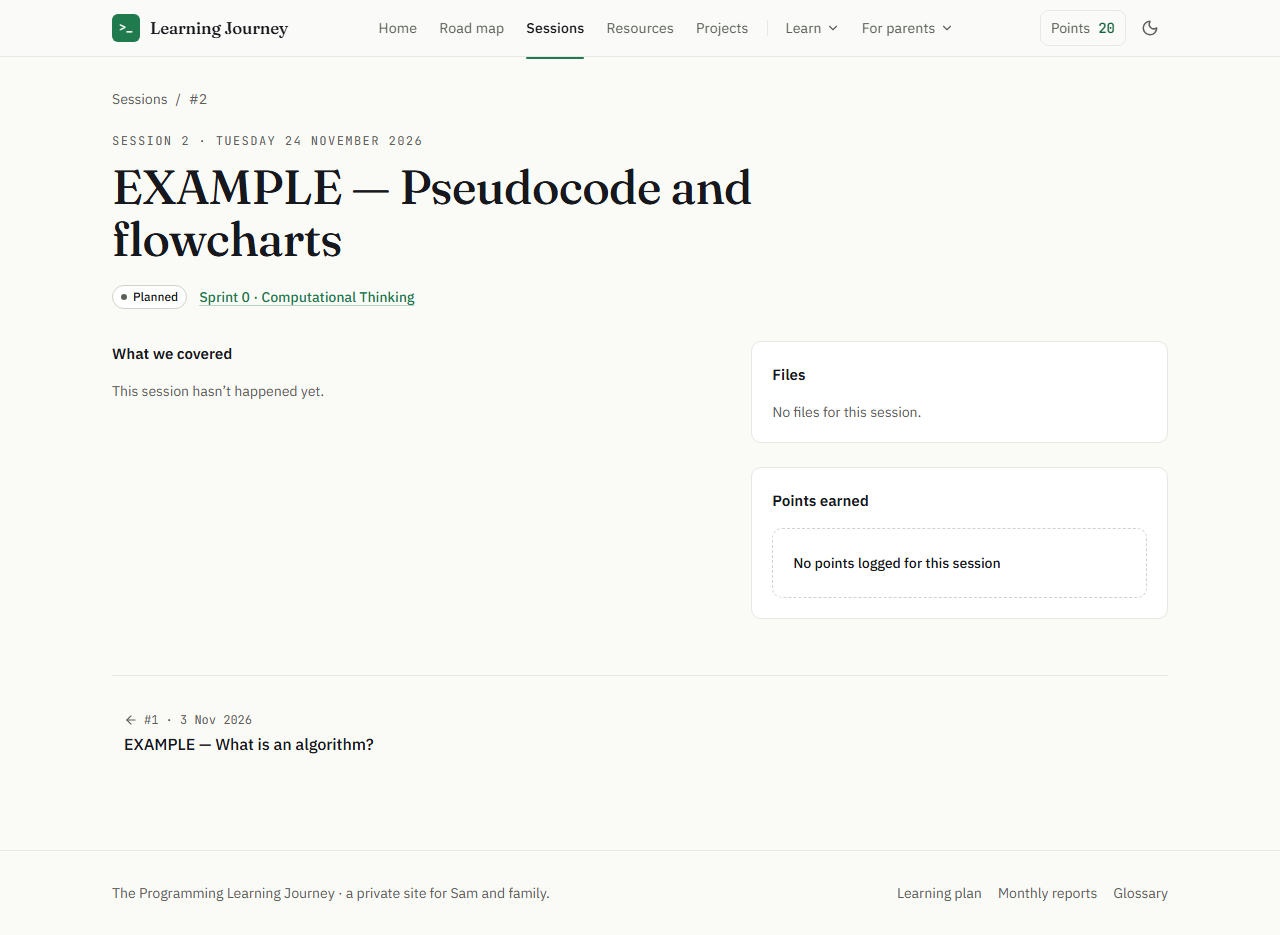 >_ Learning Journey Home Road map Sessions Resources Projects Learn For parents Points 20
Sessions / #2
SESSION 2 · TUESDAY 24 NOVEMBER 2026
EXAMPLE — Pseudocode and
flowcharts
Planned Sprint 0 · Computational Thinking
What we covered
This session hasn’t happened yet.
Files
No files for this session.
Points earned
No points logged for this session
← #1 · 3 Nov 2026
EXAMPLE — What is an algorithm?
The Programming Learning Journey · a private site for Sam and family. Learning plan Monthly reports Glossary